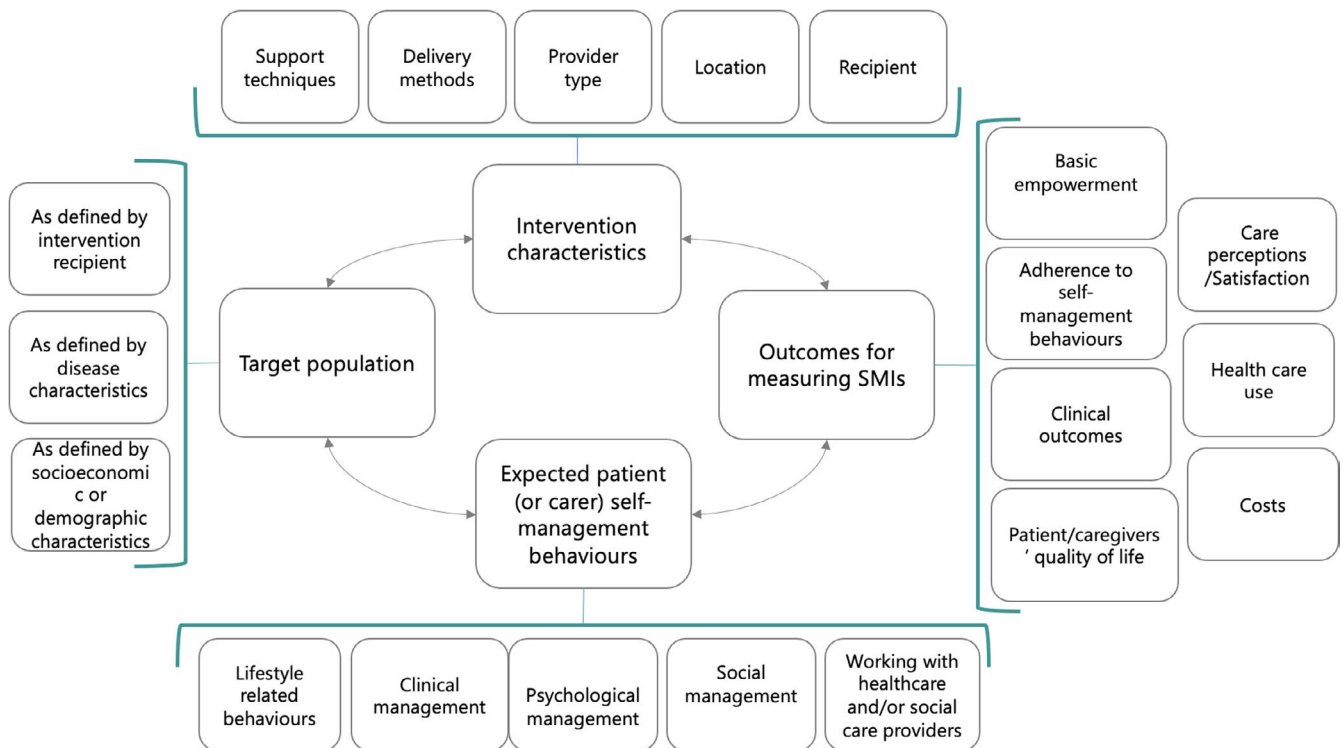 Support
techniques
Delivery
methods
Provider
type
Location
Recipient
Intervention
characteristics
As defined by
intervention
recipient
As defined by
disease
characteristics
As defined by
socioeconomi
c or
demographic
characteristics
Target population
Outcomes for
measuring SMIs
Basic
empowerment
Adherence to
self-
management
behaviours
Clinical
outcomes
Patient/caregivers
’ quality of life
Care
perceptions
/Satisfaction
Health care
use
Costs
Expected patient
(or carer) self-
management
behaviours
Lifestyle
related
behaviours
Clinical
management
Psychological
management
Social
management
Working with
healthcare
and/or social
care providers